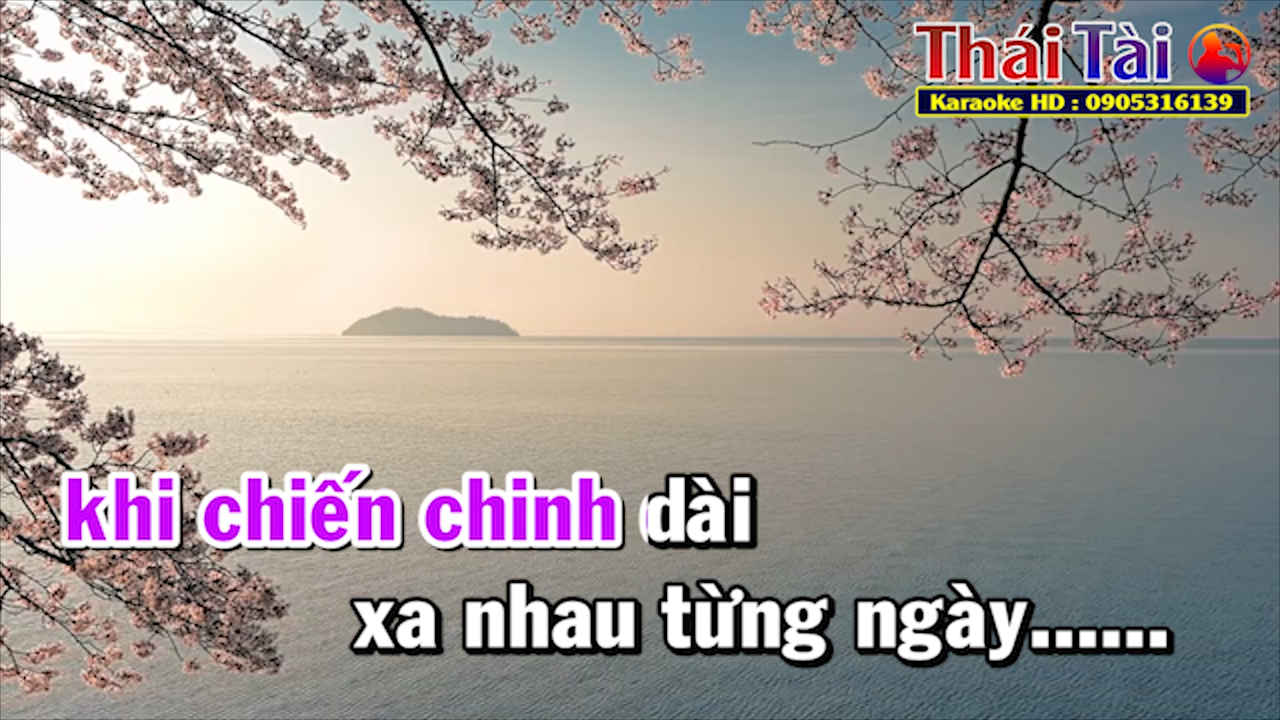 Thái Tài
Karaoke HD : 0905316139
khi chiến chinh dài
xa nhau từng ngày......